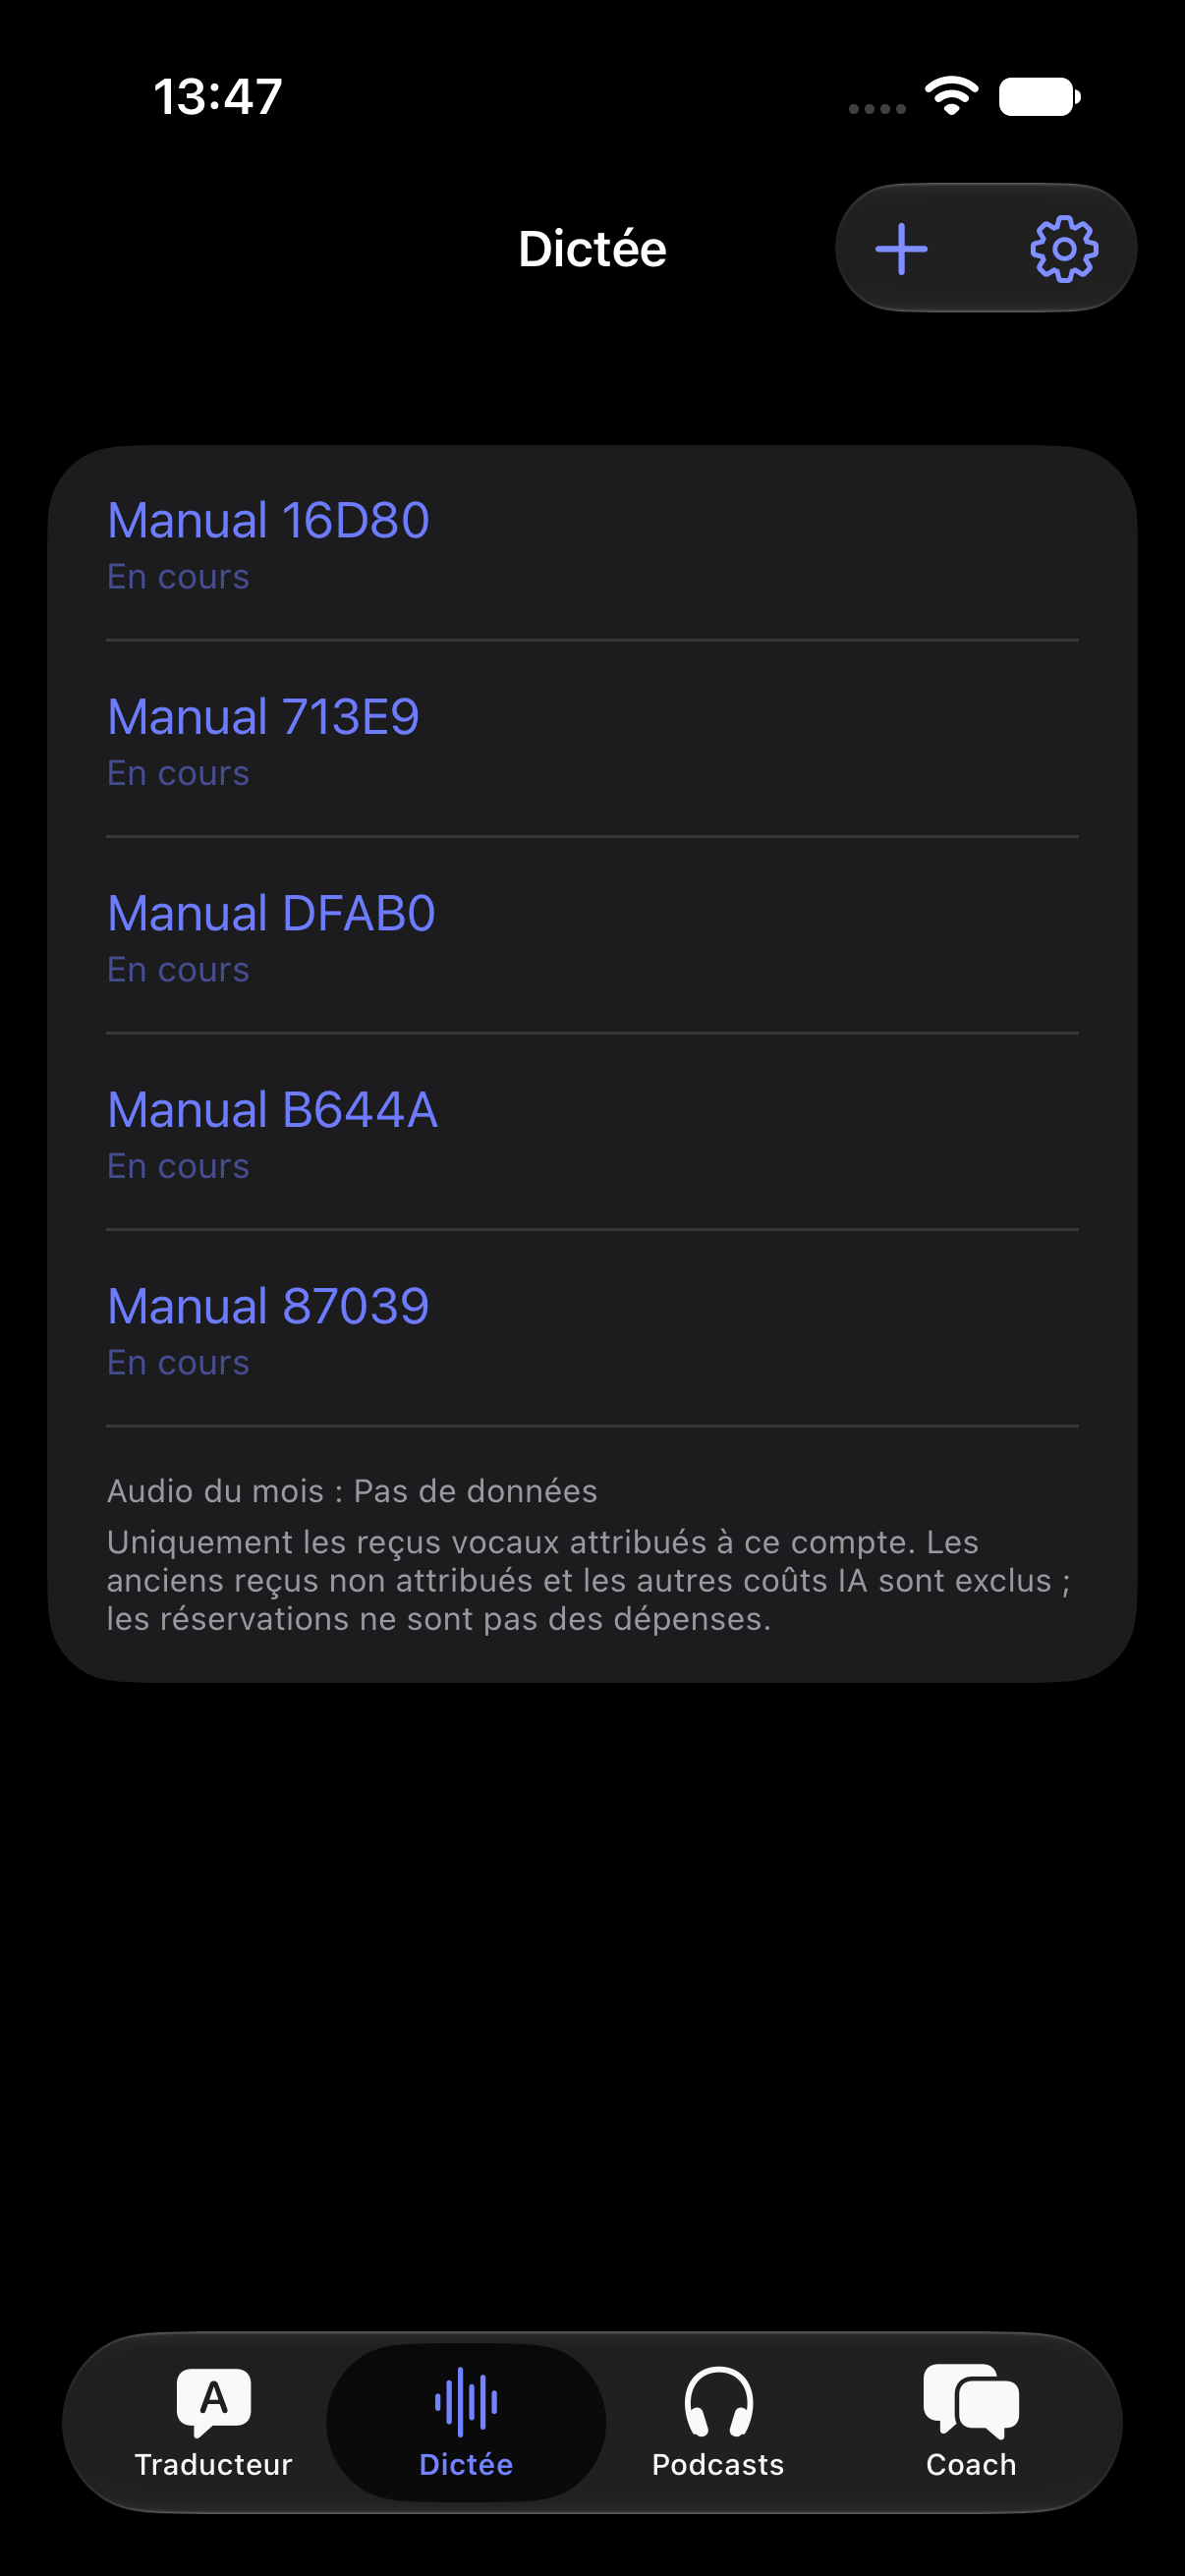 13:47
Dictée
Manual 16D80
En cours
Manual 713E9
En cours
Manual DFAB0
En cours
Manual B644A
En cours
Manual 87039
En cours
Audio du mois : Pas de données
Uniquement les reçus vocaux attribués à ce compte. Les
anciens reçus non attribués et les autres coûts IA sont exclus ;
les réservations ne sont pas des dépenses.
A
Traducteur
Dictée
Podcasts
Coach